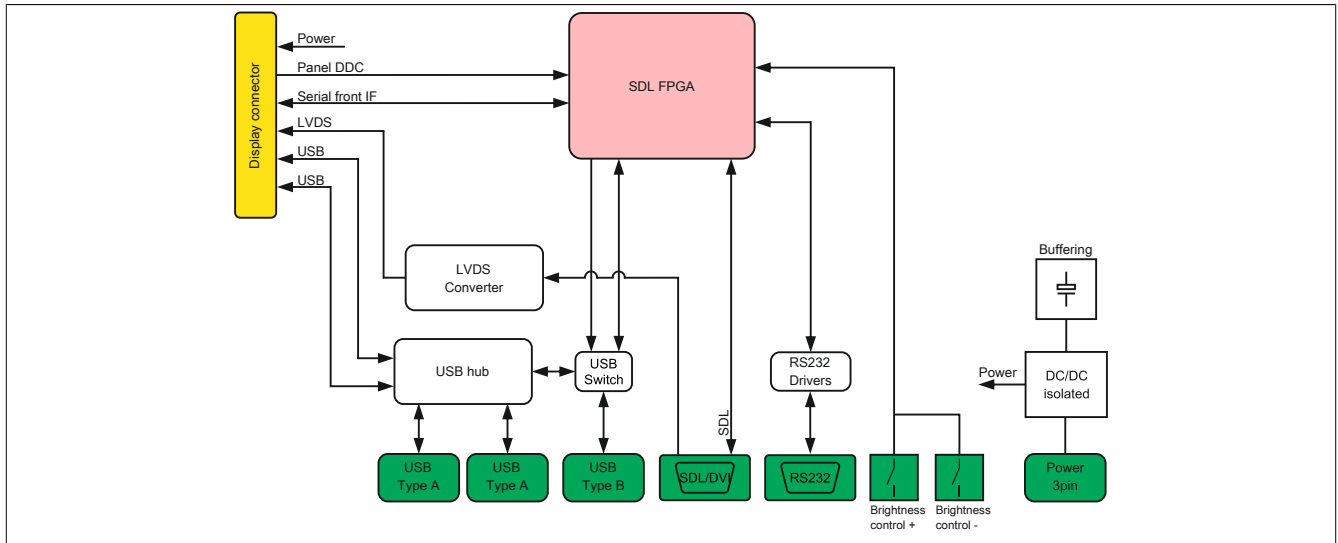 Power
Panel DDC
Serial front IF
LVDS
USB
USB
Display connector
SDL FPGA
LVDS
Converter
USB hub
USB
Switch
RS232
Drivers
SDL
Buffering
Power
DC/DC
isolated
USB
Type A
USB
Type A
USB
Type B
SDL/DVI
RS232
Brightness
control +
Brightness
control -
Power
3pin